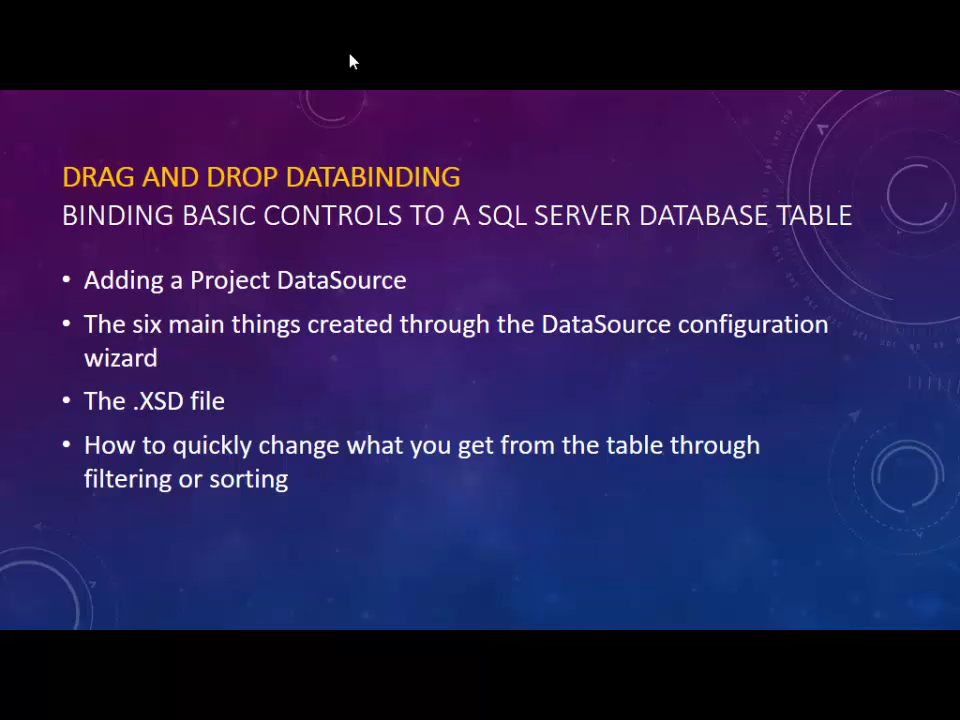 DRAG AND DROP DATABINDING
BINDING BASIC CONTROLS TO A SQL SERVER DATABASE TABLE
• Adding a Project DataSource
• The six main things created through the DataSource configuration
wizard
• The .XSD file
• How to quickly change what you get from the table through
filtering or sorting